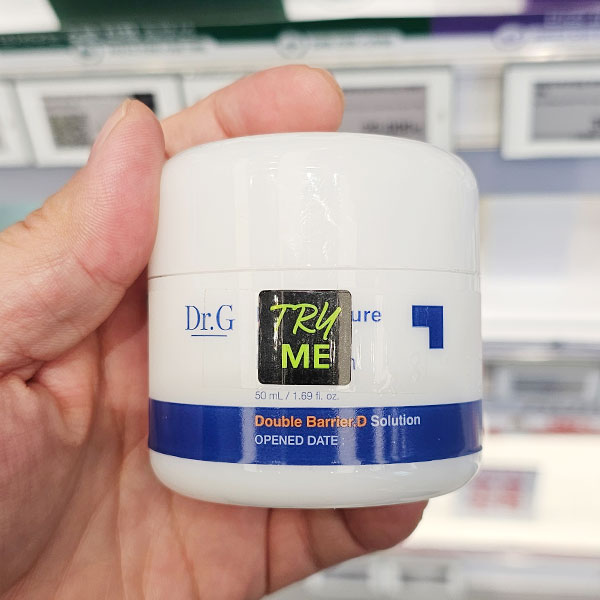 Dr.G
TRY
ME
ure
50 mL / 1.69 fl. oz.
Double Barrier.D Solution
OPENED DATE :